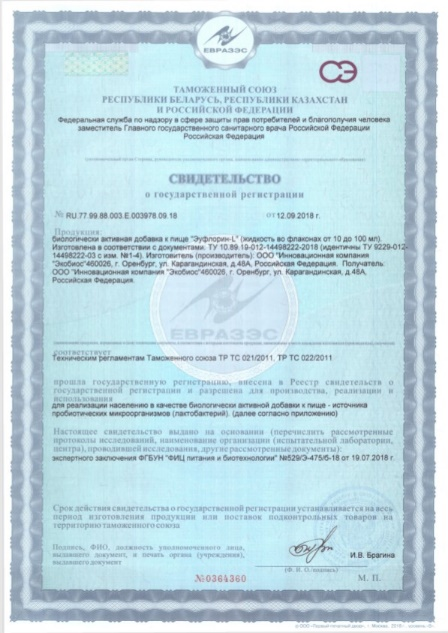 ЕВРАЗЭС
СЭ
ТАМОЖЕННЫЙ СОЮЗ
РЕСПУБЛИКИ БЕЛАРУСЬ, РЕСПУБЛИКИ КАЗАХСТАН
И РОССИЙСКОЙ ФЕДЕРАЦИИ
Федеральная служба по надзору в сфере защиты прав потребителей и благополучия человека
заместитель Главного государственного санитарного врача Российской Федерации
Российская Федерация
СВИДЕТЕЛЬСТВО
о государственной регистрации
№ RU.77.99.88.003.Е.003978.09.18 от 12.09.2018 г.
Продукция:
биологически активная добавка к пище "Эуфлорин-L" (жидкость во флаконах от 10 до 100 мл).
Изготовлена в соответствии с документами: ТУ 10.89.19-012-14498222-2018 (идентичны ТУ 9229-012-
14498222-03 с изм. №1-4). Изготовитель (производитель): ООО "Инновационная компания
"Экобиос"460026, г. Оренбург, ул. Карагандинская, д.48А, Российская Федерация. Получатель:
ООО "Инновационная компания "Экобиос"460026, г. Оренбург, ул. Карагандинская, д.48А,
Российская Федерация.
ЕВРАЗЭС
соответствует
Техническим регламентам Таможенного союза ТР ТС 021/2011, ТР ТС 022/2011
прошла государственную регистрацию, внесена в Реестр свидетельств о
государственной регистрации и разрешена для производства, реализации и
использования
для реализации населению в качестве биологически активной добавки к пище - источника
пробиотических микроорганизмов (лактобактерий). (далее согласно приложению)
Настоящее свидетельство выдано на основании (перечислить рассмотренные
протоколы исследований, наименование организации (испытательной лаборатории,
центра), проводившей исследования, другие рассмотренные документы):
экспертного заключения ФГБУН "ФИЦ питания и биотехнологии" №529/Э-475/б-18 от 19.07.2018 г.
Срок действия свидетельства о государственной регистрации устанавливается на весь
период изготовления продукции или поставок подконтрольных товаров на
территорию таможенного союза
Подпись, ФИО, должность уполномоченного лица,
выдавшего документ, и печать органа (учреждения),
выдавшего документ
И.В. Брагина
(Ф. И. О./подпись)
№0364360
М. П.